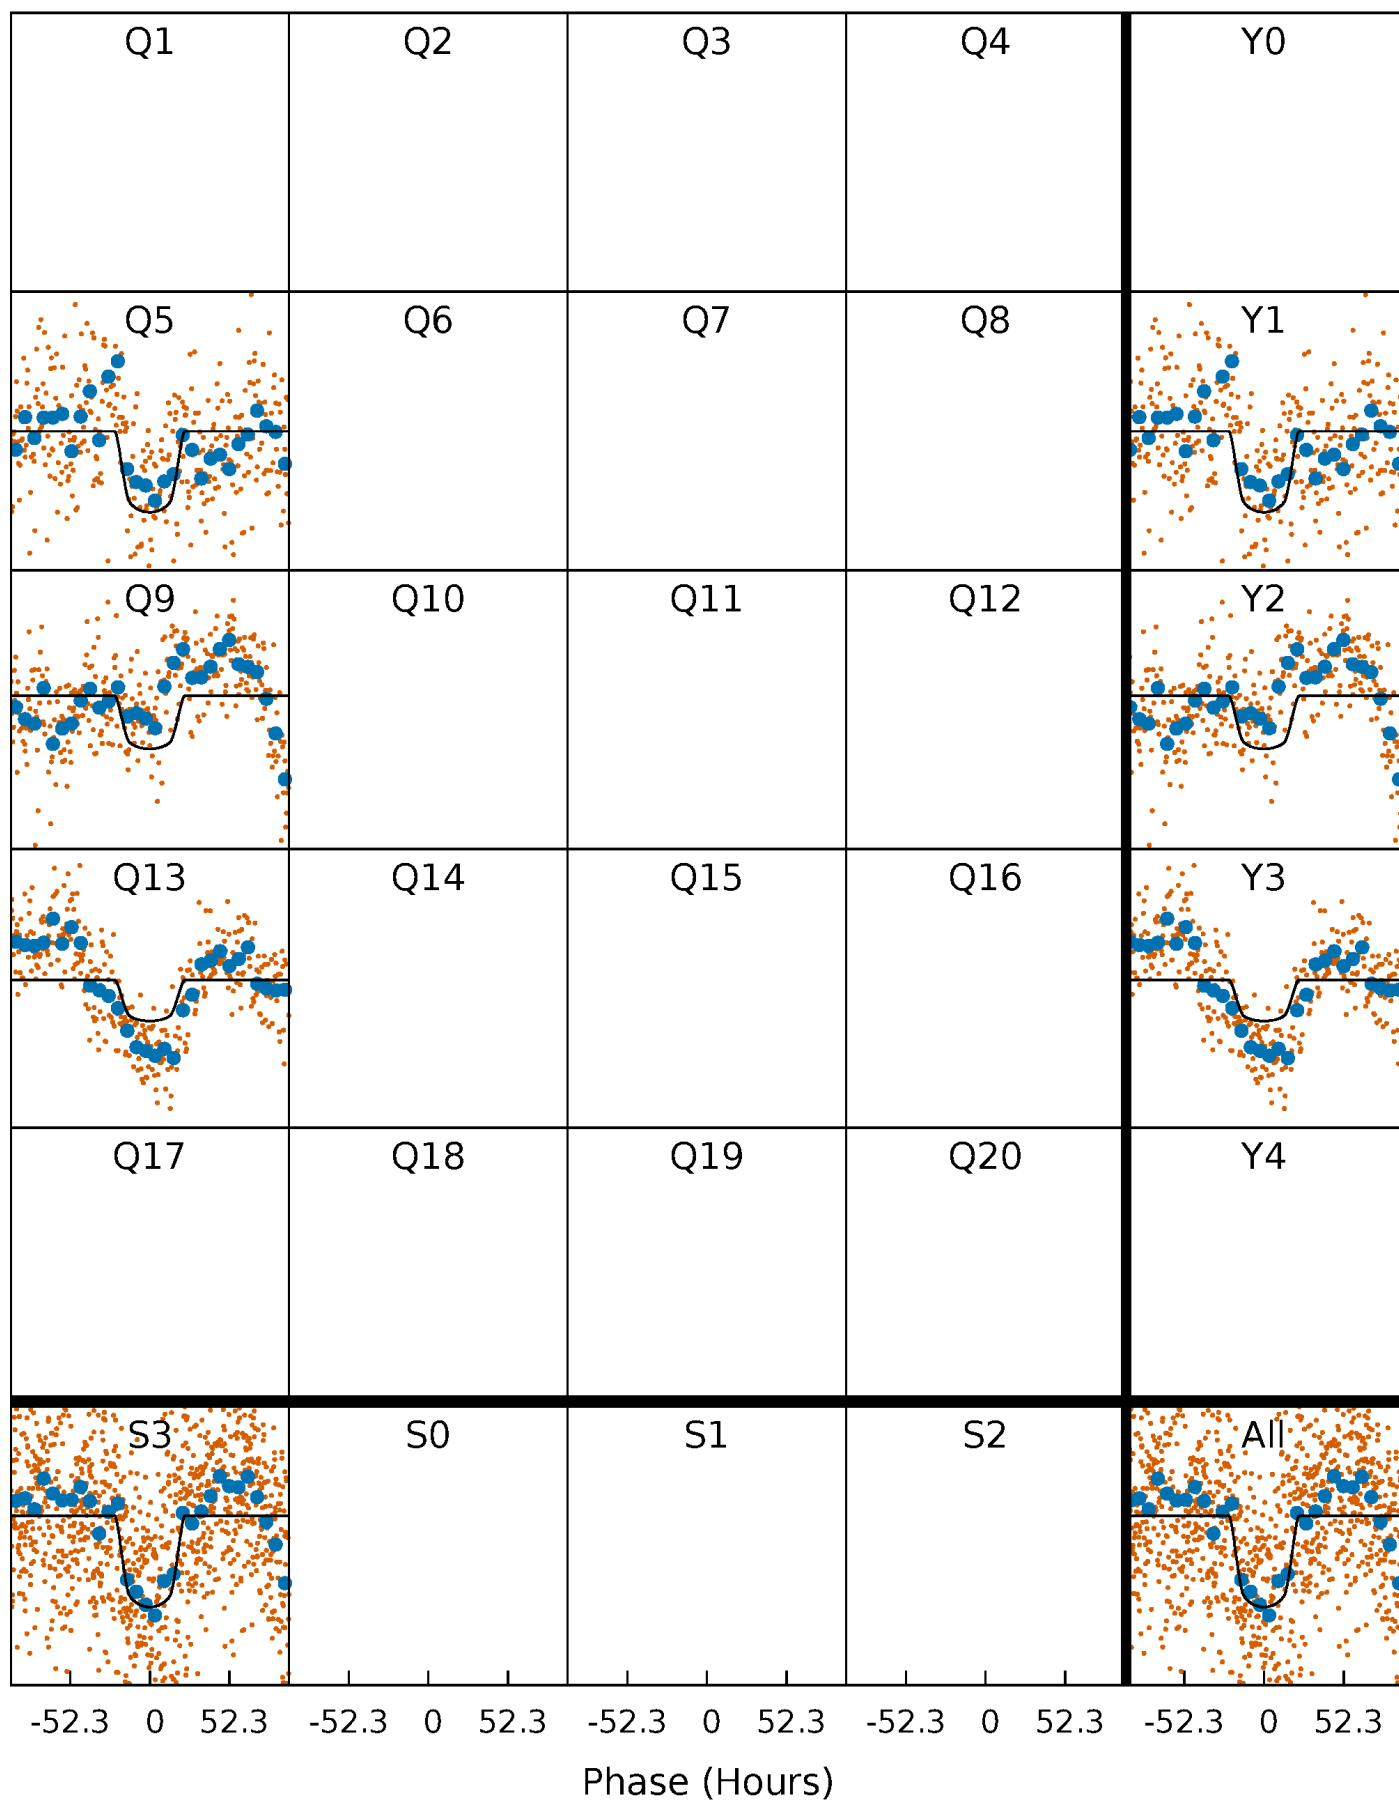 Q1 Q2 Q3 Q4 Y0
Q5 Q6 Q7 Q8 Y1
Q9 Q10 Q11 Q12 Y2
Q13 Q14 Q15 Q16 Y3
Q17 Q18 Q19 Q20 Y4
S3 S0 S1 S2 All
-52.3 0 52.3 -52.3 0 52.3 -52.3 0 52.3 -52.3 0 52.3 -52.3 0 52.3
Phase (Hours)